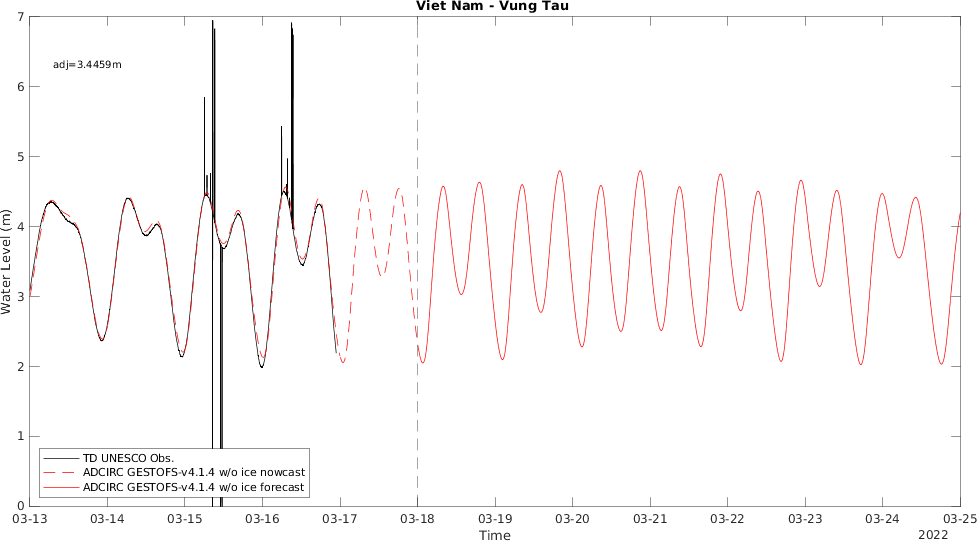 Viet Nam - Vung Tau
7
adj=3.4459m
6
5
4
Water Level (m)
3
2
1
TD UNESCO Obs.
ADCIRC GESTOFS-v4.1.4 w/o ice nowcast
ADCIRC GESTOFS-v4.1.4 w/o ice forecast
0
03-13 03-14 03-15 03-16 03-17 03-18 03-19 03-20 03-21 03-22 03-23 03-24 03-25
Time
2022